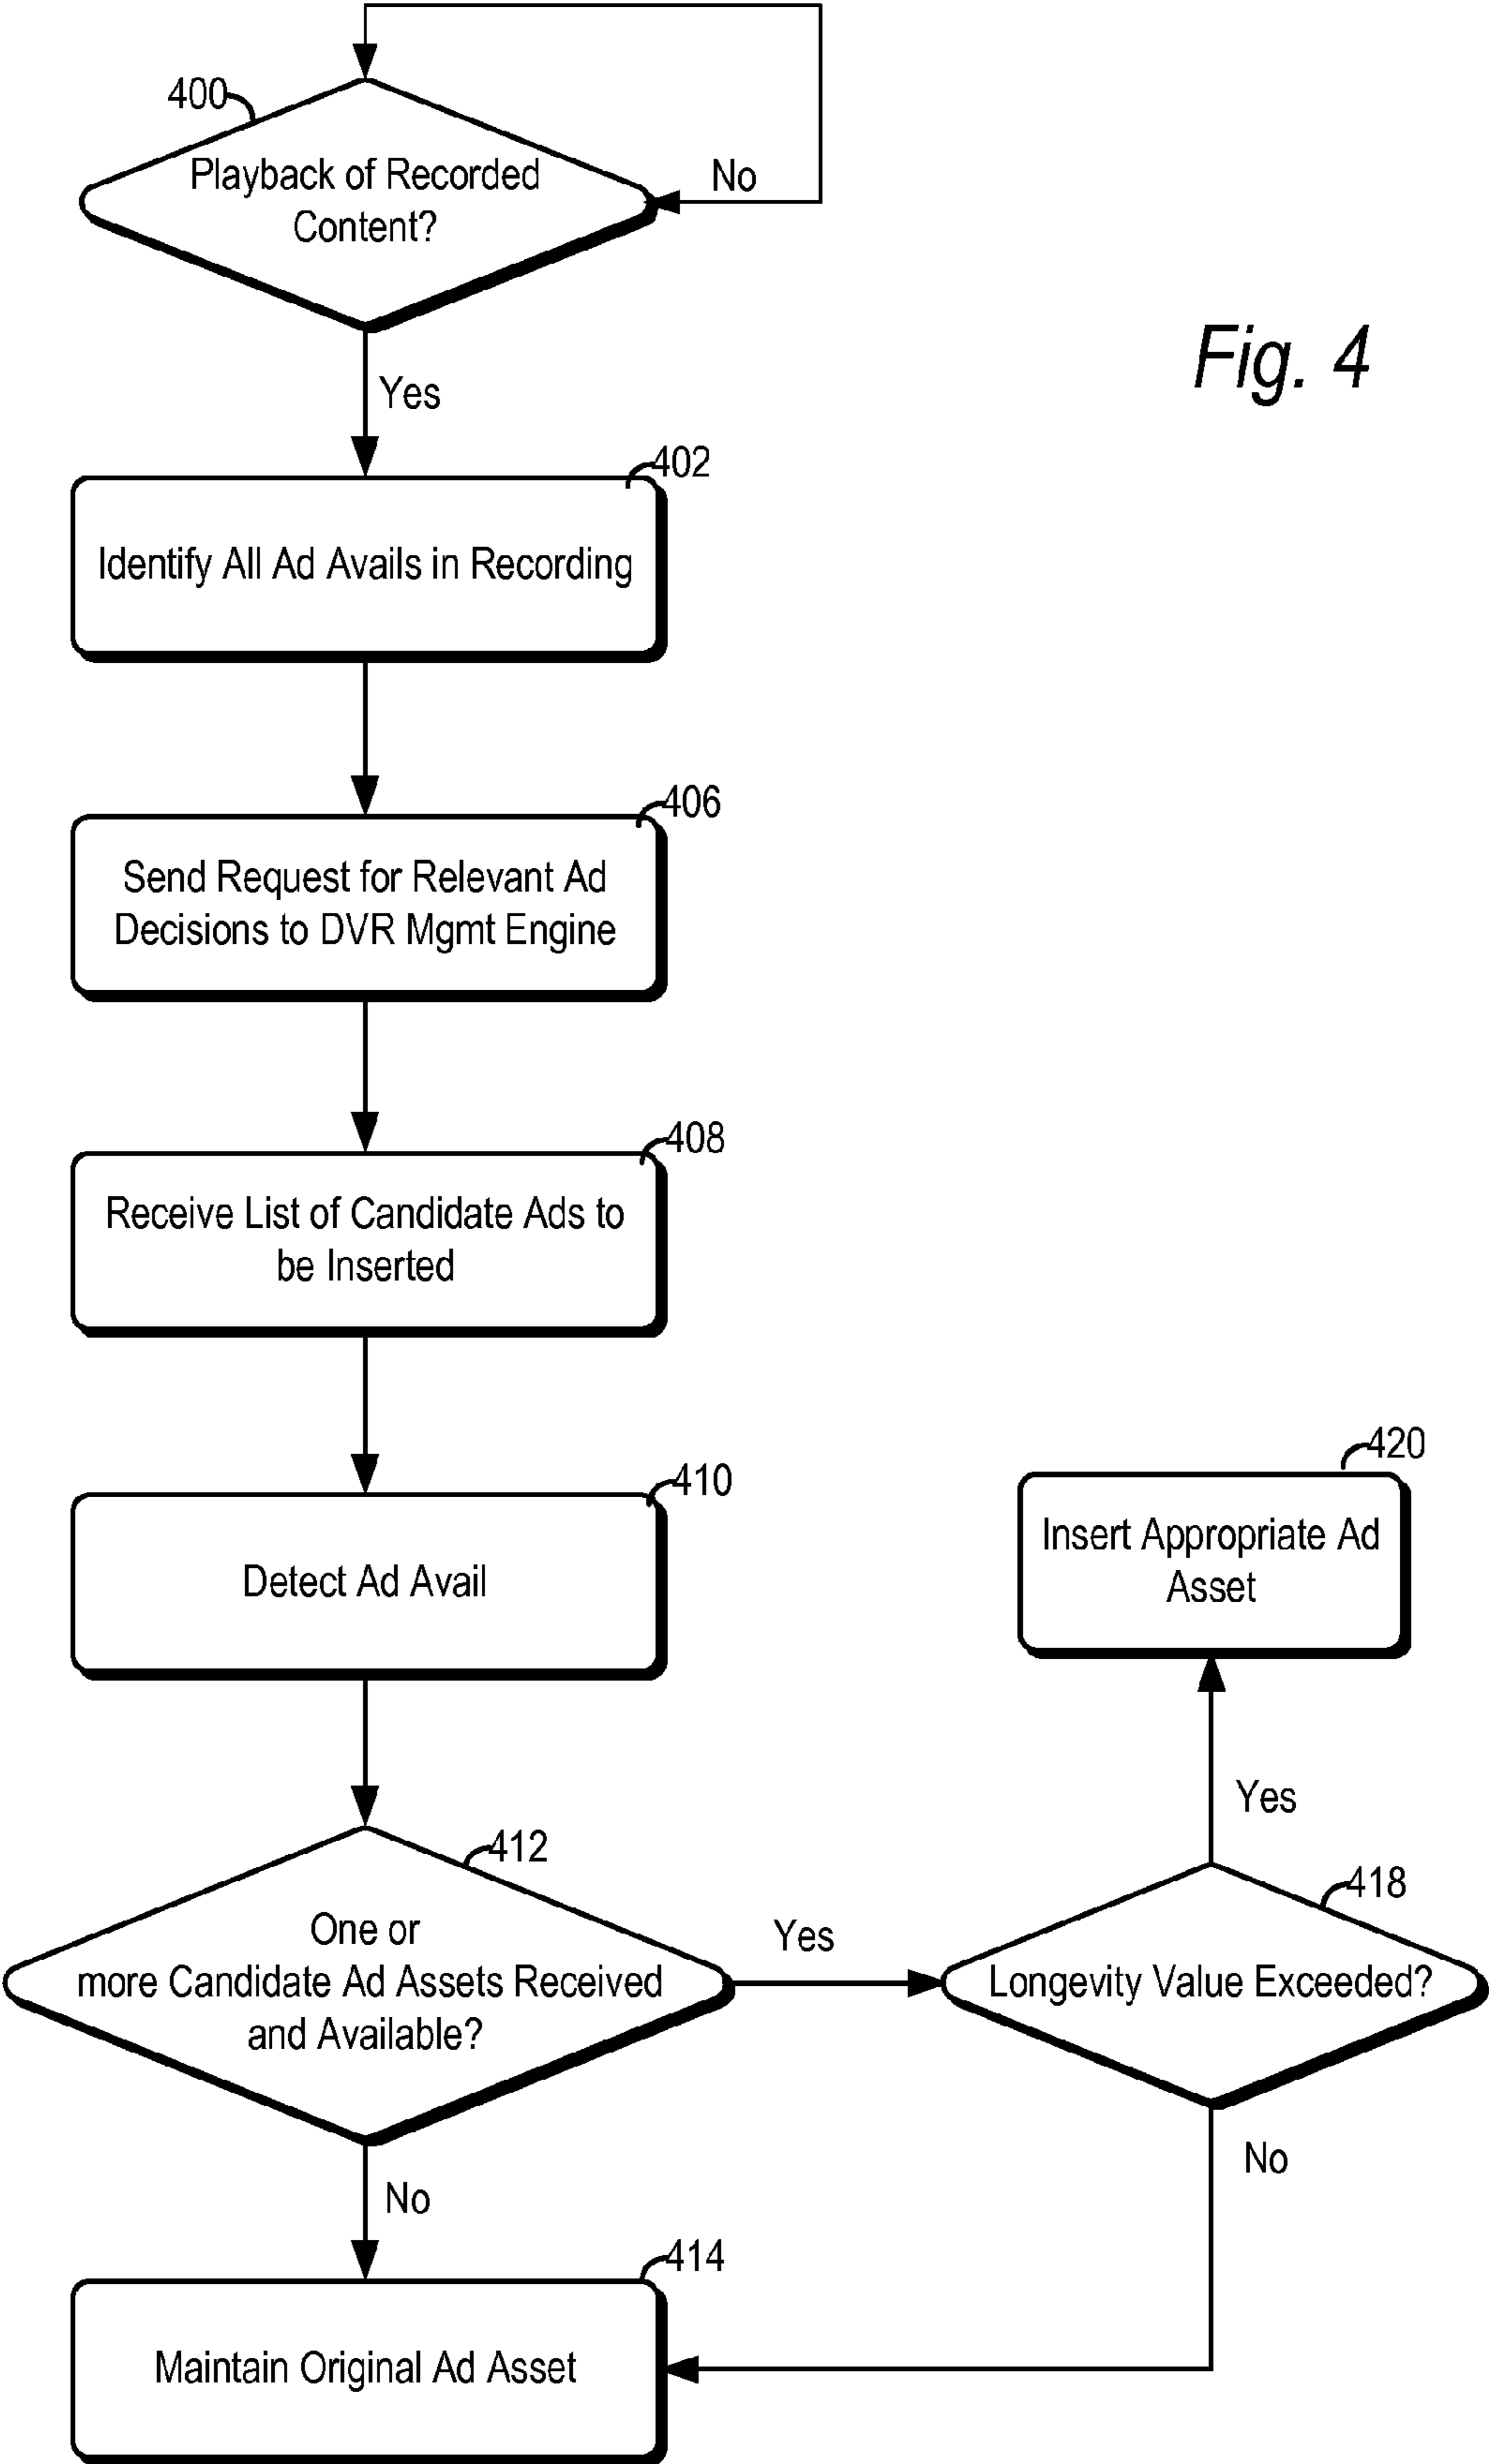 400
Playback of Recorded
Content?
No
Yes
Fig. 4
402
Identify All Ad Avails in Recording
406
Send Request for Relevant Ad
Decisions to DVR Mgmt Engine
408
Receive List of Candidate Ads to
be Inserted
410
Detect Ad Avail
412
One or
more Candidate Ad Assets Received
and Available?
Yes
No
414
Maintain Original Ad Asset
418
Longevity Value Exceeded?
Yes
No
420
Insert Appropriate Ad
Asset